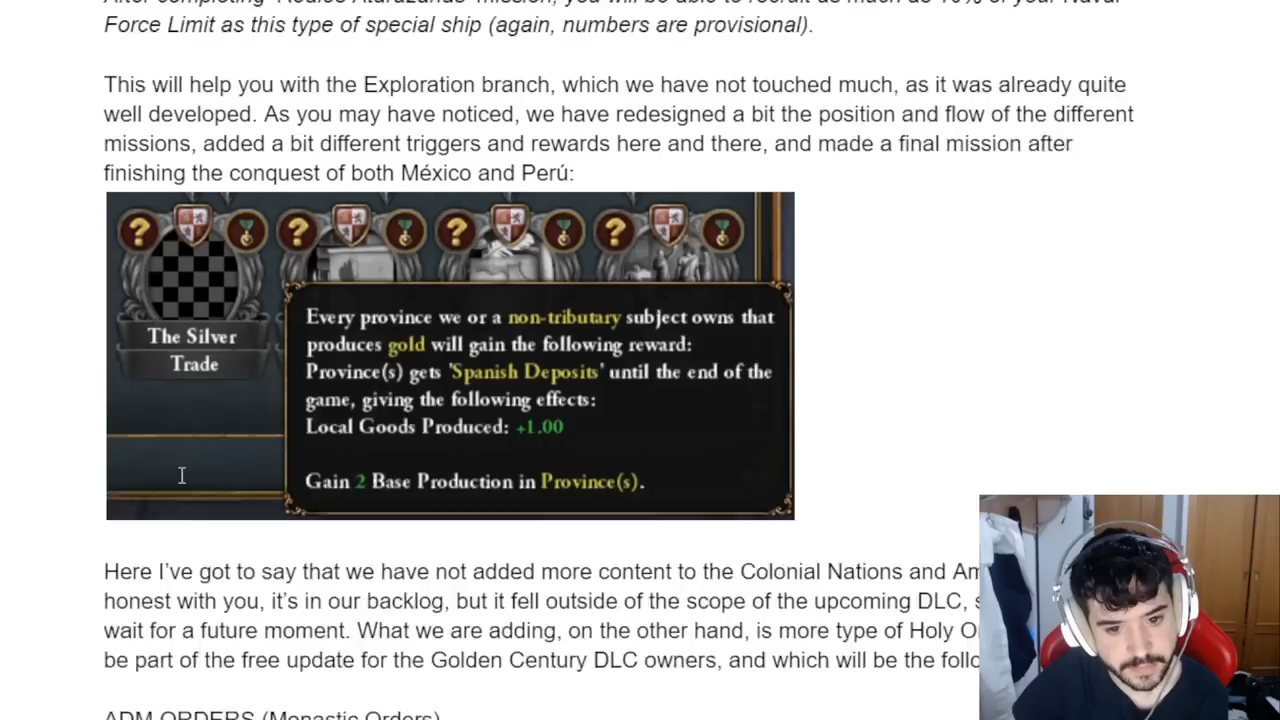 Force Limit as this type of special ship (again, numbers are provisional).
This will help you with the Exploration branch, which we have not touched much, as it was already quite
well developed. As you may have noticed, we have redesigned a bit the position and flow of the different
missions, added a bit different triggers and rewards here and there, and made a final mission after
finishing the conquest of both México and Perú:
The Silver
Trade
Every province we or a non-tributary subject owns that
produces gold will gain the following reward:
Province(s) gets 'Spanish Deposits' until the end of the
game, giving the following effects:
Local Goods Produced: +1.00
Gain 2 Base Production in Province(s).
Here I've got to say that we have not added more content to the Colonial Nations and
honest with you, it's in our backlog, but it fell outside of the scope of the upcoming DLC,
wait for a future moment. What we are adding, on the other hand, is more type of Holy
be part of the free update for the Golden Century DLC owners, and which will be the
ADM ORDERS (Monastic Orders)